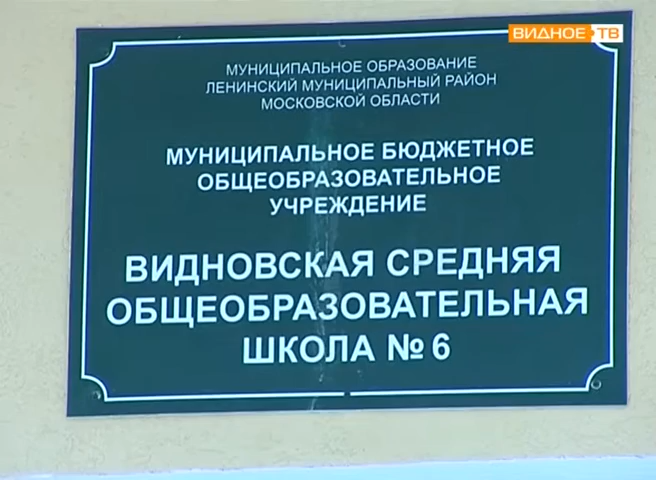 ВИДНОЕ ТВ
МУНИЦИПАЛЬНОЕ ОБРАЗОВАНИЕ
ЛЕНИНСКИЙ МУНИЦИПАЛЬНЫЙ РАЙОН
МОСКОВСКОЙ ОБЛАСТИ
МУНИЦИПАЛЬНОЕ БЮДЖЕТНОЕ
ОБЩЕОБРАЗОВАТЕЛЬНОЕ
УЧРЕЖДЕНИЕ
ВИДНОВСКАЯ СРЕДНЯЯ
ОБЩЕОБРАЗОВАТЕЛЬНАЯ
ШКОЛА № 6